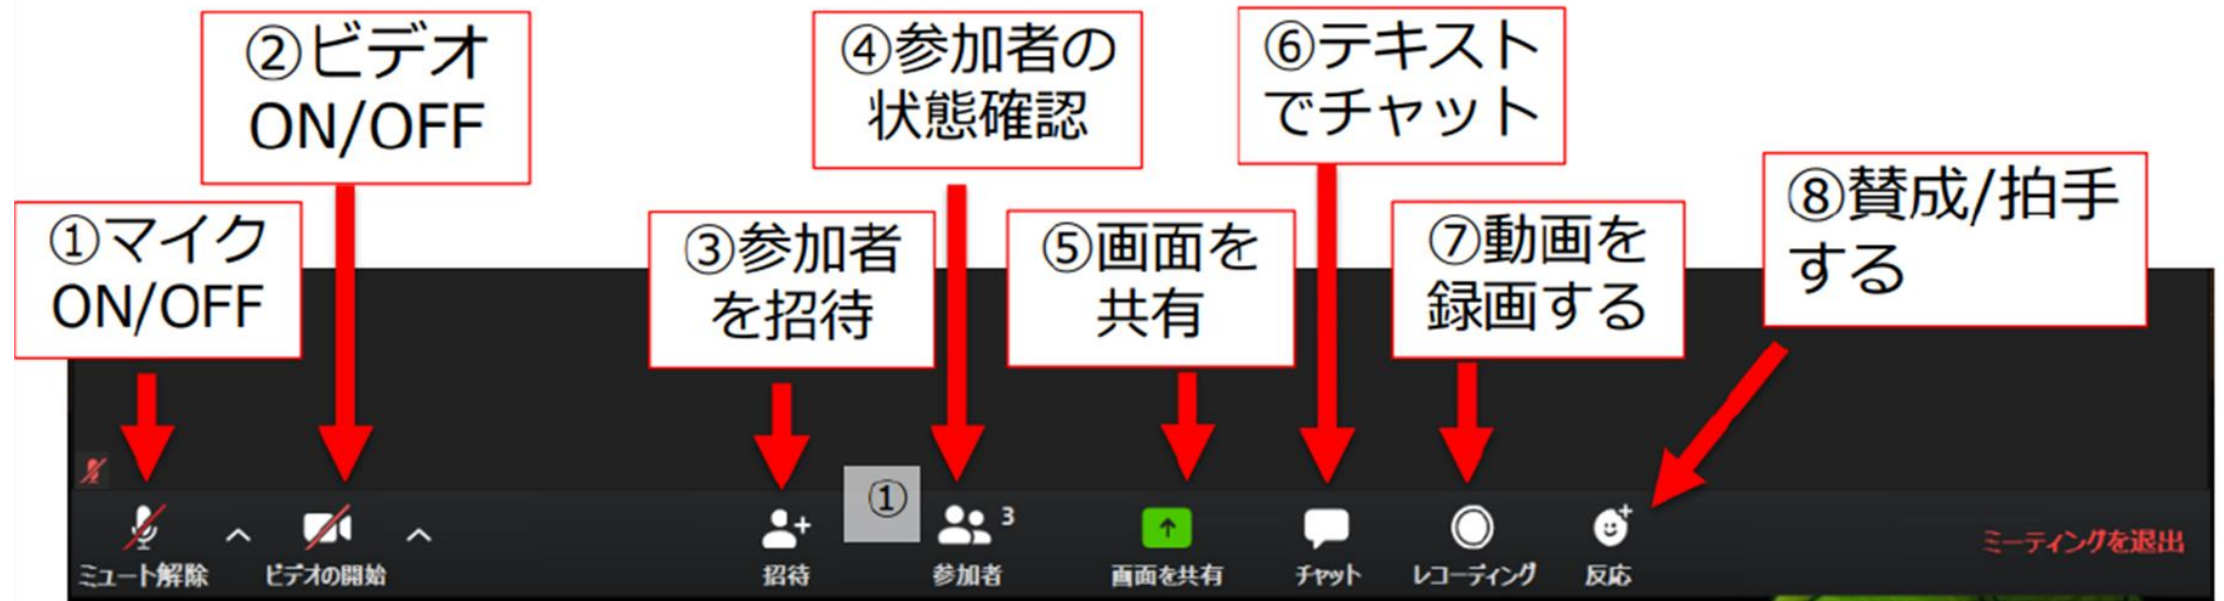 ②ビデオ
ON/OFF
④参加者の
状態確認
⑥テキスト
でチャット
⑧賛成/拍手
する
①マイク
ON/OFF
③参加者
を招待
⑤画面を
共有
⑦動画を
録画する
①
3
ミュート解除
ビデオの開始
招待
参加者
画面を共有
チャット
レコーディング
反応
ミーティングを退出